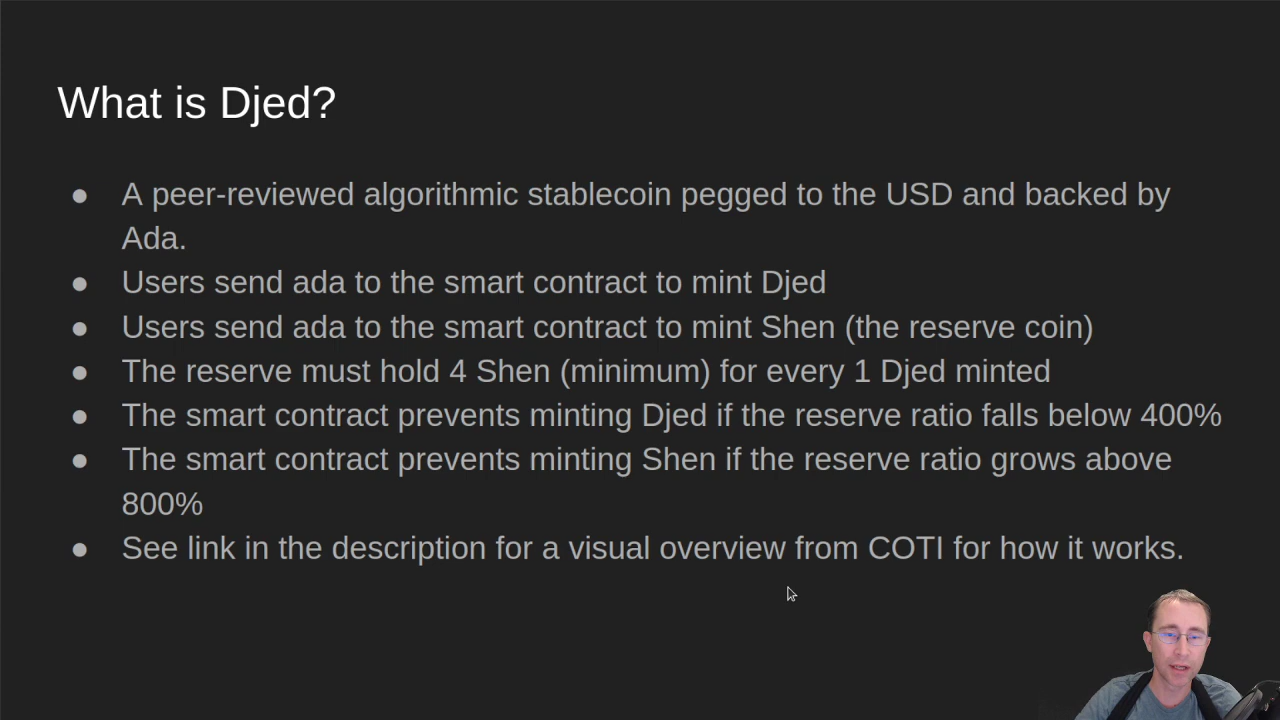 What is Djed?
● A peer-reviewed algorithmic stablecoin pegged to the USD and backed by
Ada.
● Users send ada to the smart contract to mint Djed
● Users send ada to the smart contract to mint Shen (the reserve coin)
● The reserve must hold 4 Shen (minimum) for every 1 Djed minted
● The smart contract prevents minting Djed if the reserve ratio falls below 400%
● The smart contract prevents minting Shen if the reserve ratio grows above
800%
● See link in the description for a visual overview from COTI for how it works.